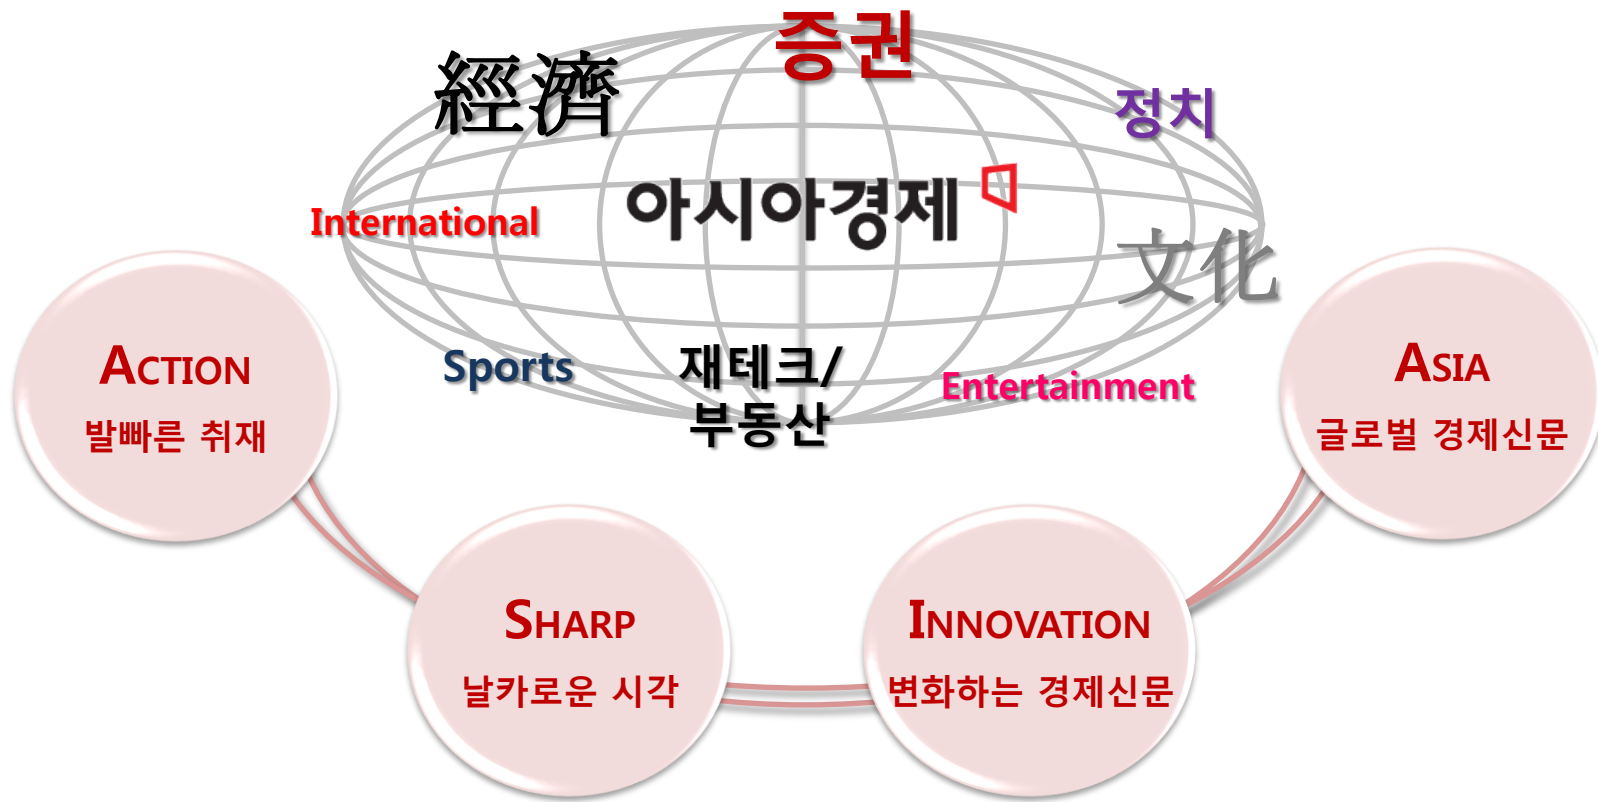 증권
經濟
정치
아시아경제
International
文化
Sports
재테크/
부동산
Entertainment
ACTION
발빠른 취재
SHARP
날카로운 시각
INNOVATION
변화하는 경제신문
ASIA
글로벌 경제신문